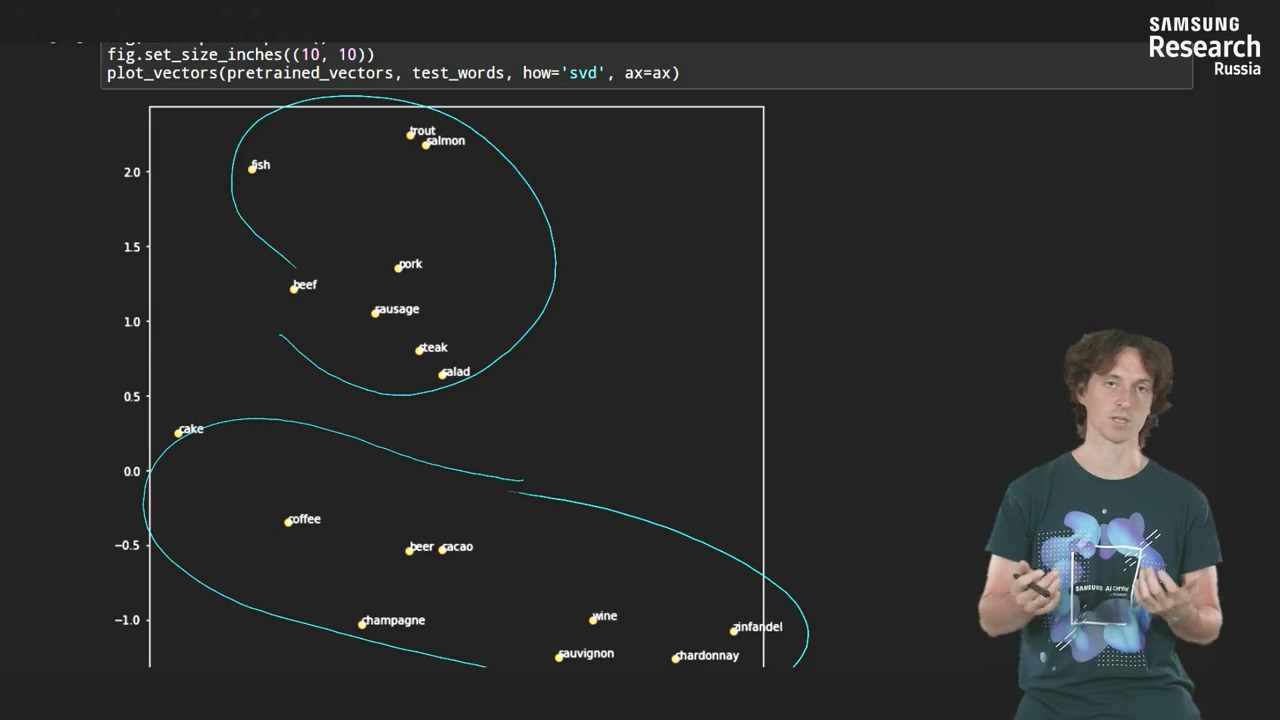 SAMSUNG
Research
Russia
fig.set_size_inches((10, 10))
plot_vectors(pretrained_vectors, test_words, how='svd', ax=ax)
trout
salmon
fish
2.0
1.5
pork
beef
sausage
1.0
steak
salad
0.5
cake
0.0
coffee
beer
cacao
−0.5
champagne
wine
zinfandel
−1.0
sauvignon
chardonnay
SAMSUNG AI Center